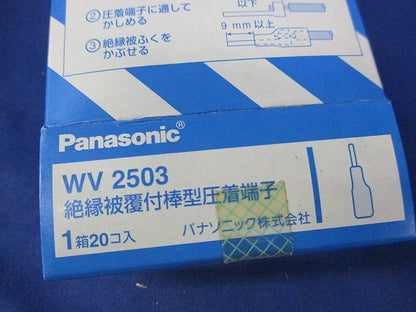 以下
② 圧着端子に通して
かしめる
9 mm以上
③ 絶縁被ふくを
かぶせる
Panasonic®
WV 2503
絶縁被覆付棒型圧着端子
1箱20コ入
パナソニック株式会社